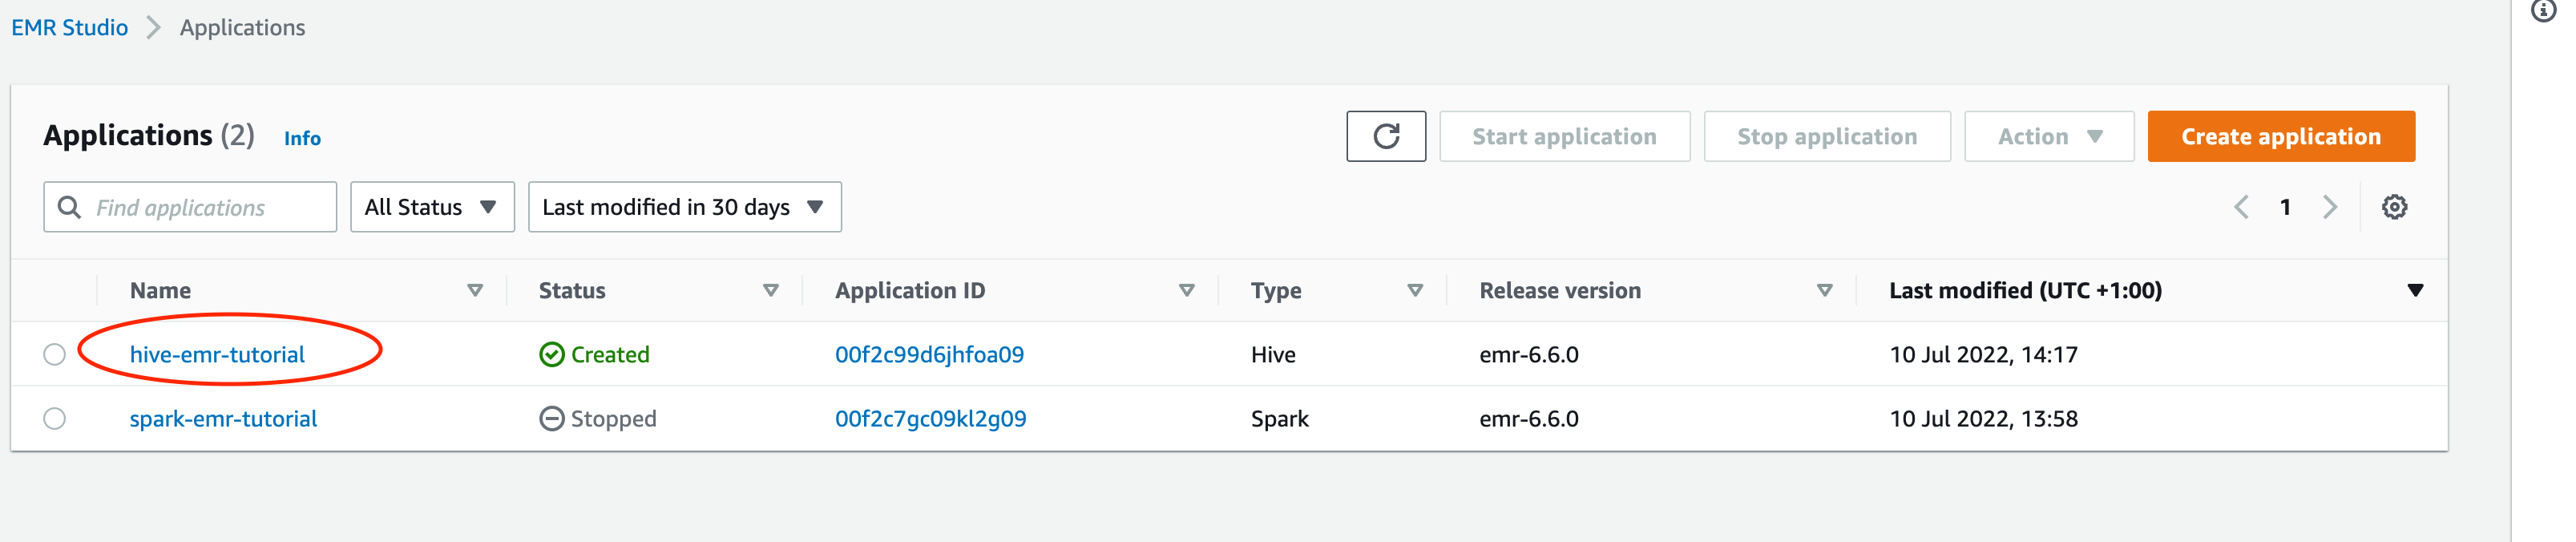 EMR Studio Applications
Applications (2) Info
Start application Stop application Action Create application
Find applications All Status Last modified in 30 days 1
Name Status Application ID Type Release version Last modified (UTC +1:00)
hive-emr-tutorial Created 00f2c99d6jhfoa09 Hive emr-6.6.0 10 Jul 2022, 14:17
spark-emr-tutorial Stopped 00f2c7gc09kl2g09 Spark emr-6.6.0 10 Jul 2022, 13:58